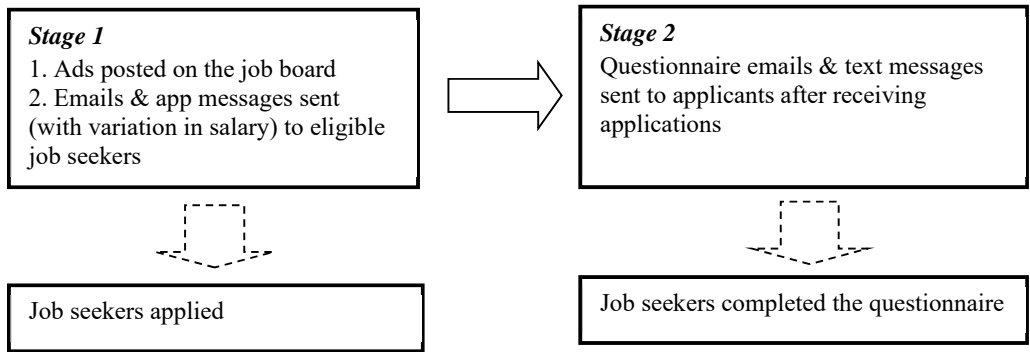 Stage 1
1. Ads posted on the job board
2. Emails & app messages sent
(with variation in salary) to eligible
job seekers
Stage 2
Questionnaire emails & text messages
sent to applicants after receiving
applications
Job seekers applied
Job seekers completed the questionnaire